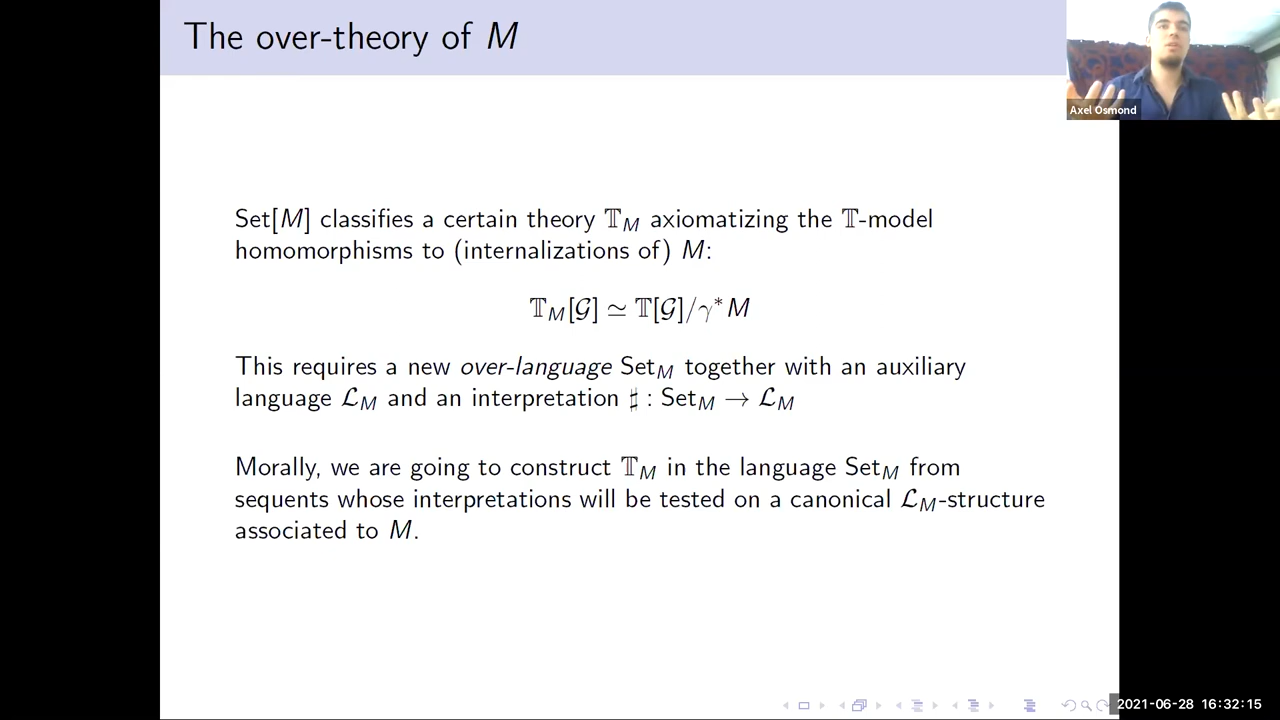 The over-theory of M
Axel Osmond
Set[M] classifies a certain theory 𝕋_M axiomatizing the 𝕋-model
homomorphisms to (internalizations of) M:
𝕋_M[𝒢] ≃ 𝕋[𝒢]/γ*M
This requires a new over-language Set_M together with an auxiliary
language ℒ_M and an interpretation ♯ : Set_M → ℒ_M
Morally, we are going to construct 𝕋_M in the language Set_M from
sequents whose interpretations will be tested on a canonical ℒ_M-structure
associated to M.
2021-06-28 16:32:15